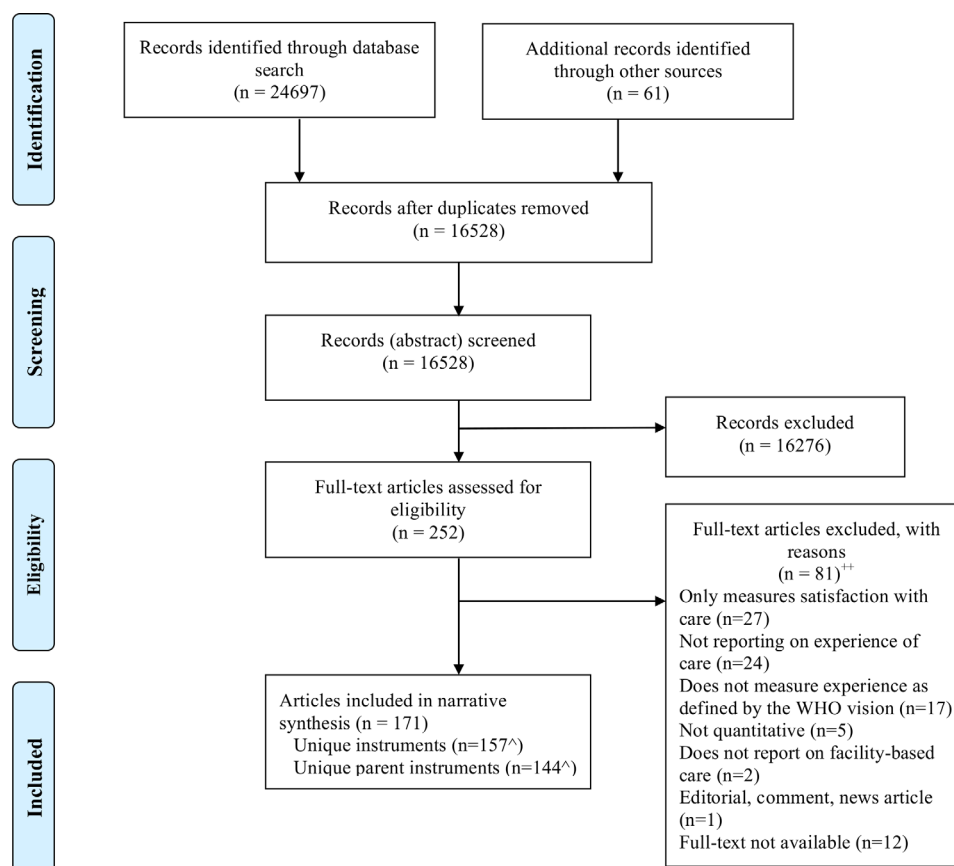 Identification
Records identified through database
search
(n = 24697)
Additional records identified
through other sources
(n = 61)
Records after duplicates removed
(n = 16528)
Screening
Records (abstract) screened
(n = 16528)
Records excluded
(n = 16276)
Eligibility
Full-text articles assessed for
eligibility
(n = 252)
Full-text articles excluded, with
reasons
(n = 81)++
Only measures satisfaction with
care (n=27)
Not reporting on experience of
care (n=24)
Does not measure experience as
defined by the WHO vision (n=17)
Not quantitative (n=5)
Does not report on facility-based
care (n=2)
Editorial, comment, news article
(n=1)
Full-text not available (n=12)
Included
Articles included in narrative
synthesis (n = 171)
Unique instruments (n=157^)
Unique parent instruments (n=144^)